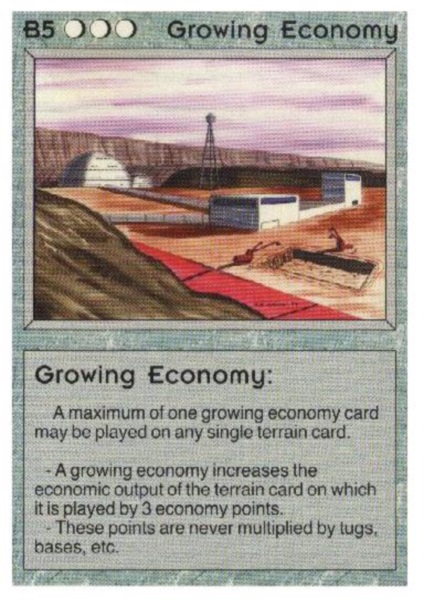 B5 Growing Economy
Growing Economy:
A maximum of one growing economy card
may be played on any single terrain card.
- A growing economy increases the
economic output of the terrain card on which
it is played by 3 economy points.
- These points are never multiplied by tugs,
bases, etc.